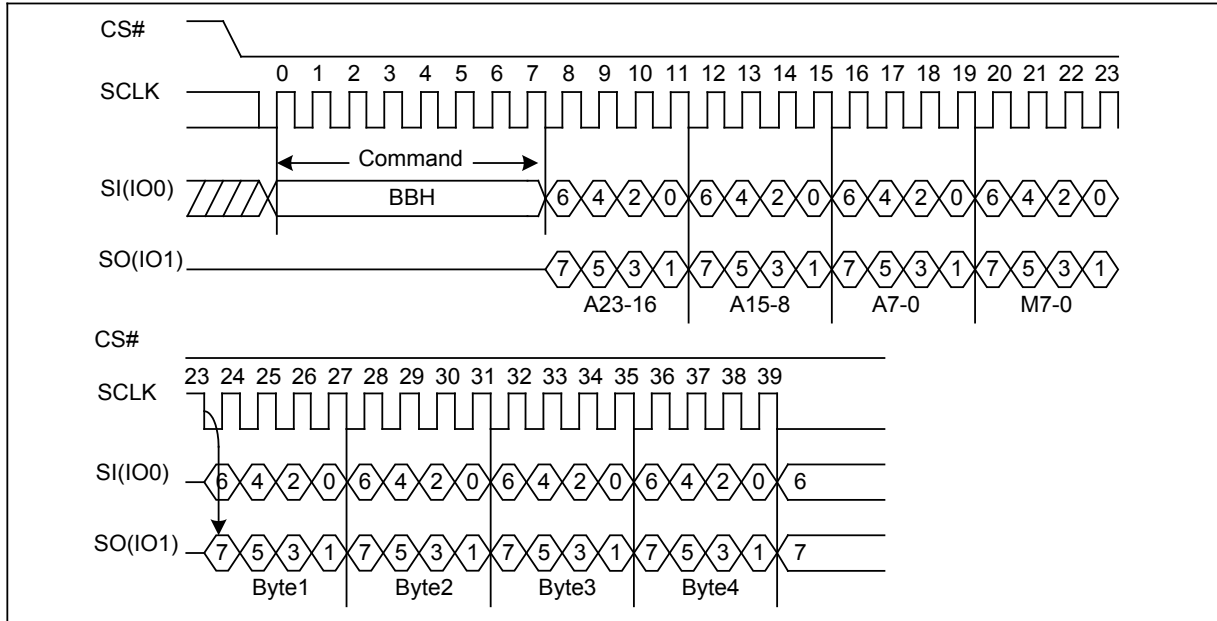 CS#
0 1 2 3 4 5 6 7 8 9 10 11 12 13 14 15 16 17 18 19 20 21 22 23
SCLK
Command
SI(IO0) BBH 6 4 2 0 6 4 2 0 6 4 2 0 6 4 2 0
SO(IO1) 7 5 3 1 7 5 3 1 7 5 3 1 7 5 3 1
A23-16 A15-8 A7-0 M7-0
CS#
23 24 25 26 27 28 29 30 31 32 33 34 35 36 37 38 39
SCLK
SI(IO0) 6 4 2 0 6 4 2 0 6 4 2 0 6 4 2 0 6
SO(IO1) 7 5 3 1 7 5 3 1 7 5 3 1 7 5 3 1 7
Byte1 Byte2 Byte3 Byte4